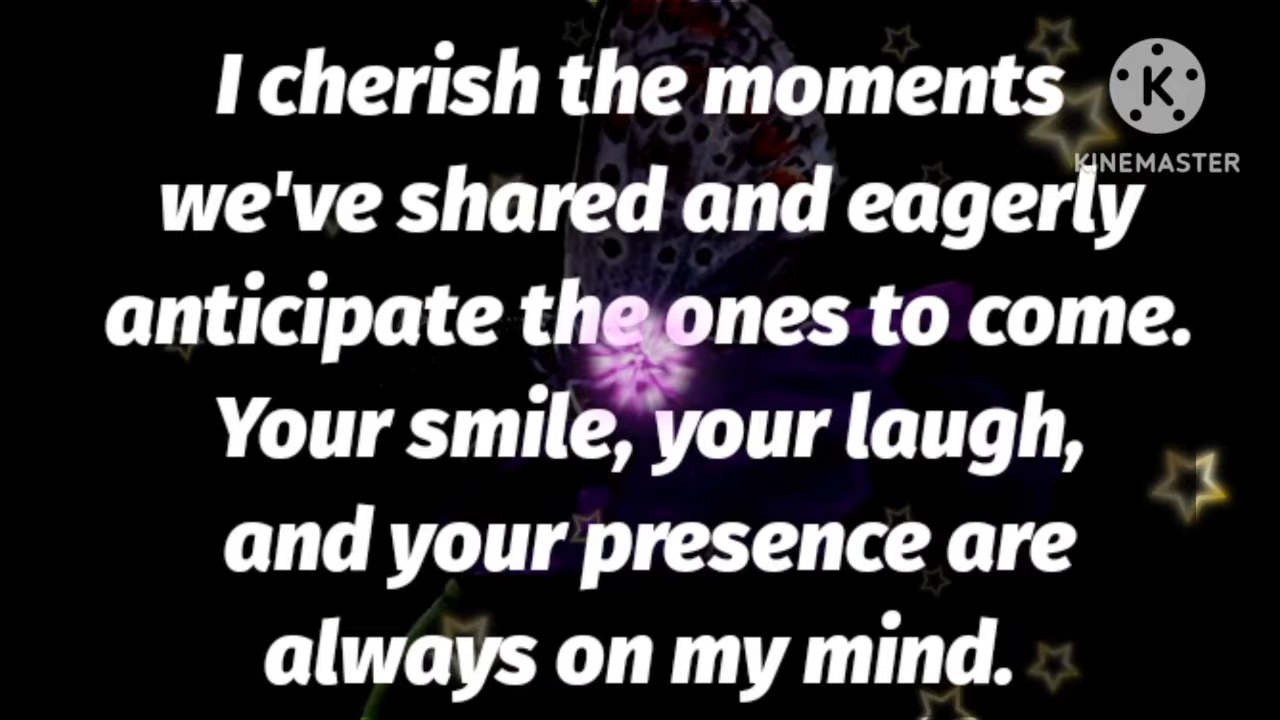 I cherish the moments
K
KINEMASTER
we've shared and eagerly
anticipate the ones to come.
Your smile, your laugh,
and your presence are
always on my mind.